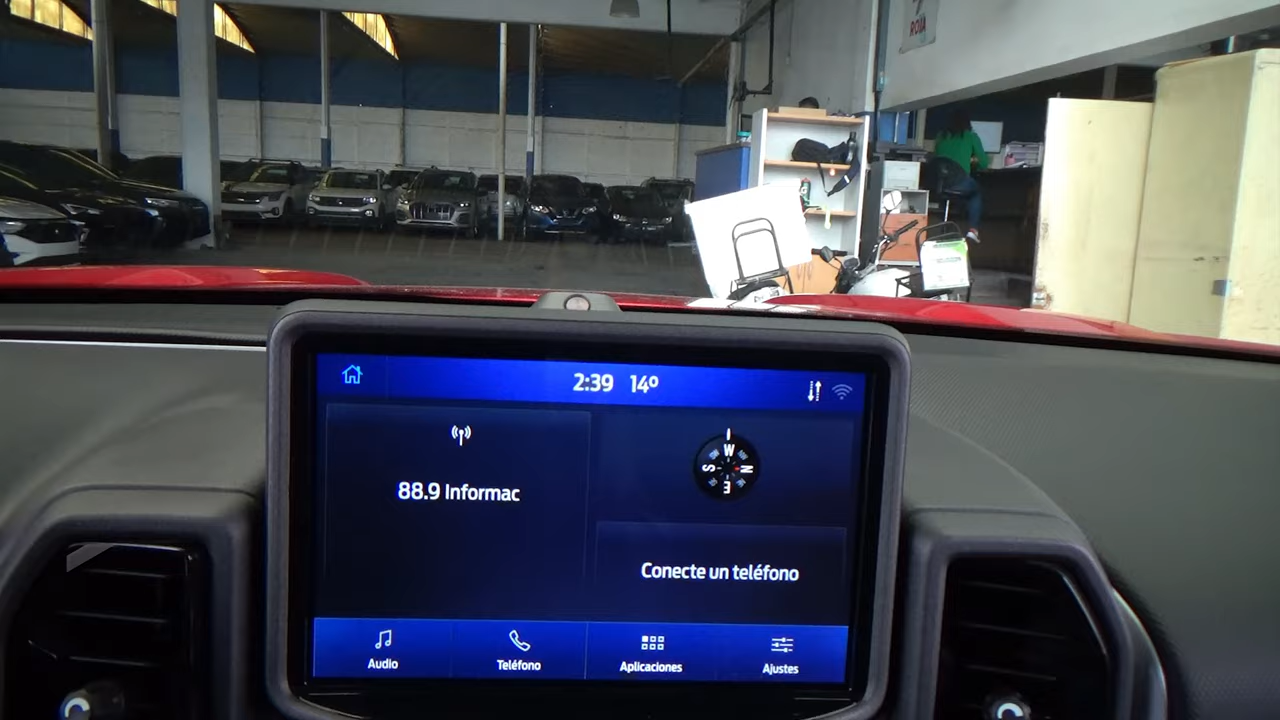 2:39 14º
88.9 Informac
W
S N
E
Conecte un teléfono
Audio
Teléfono
Aplicaciones
Ajustes